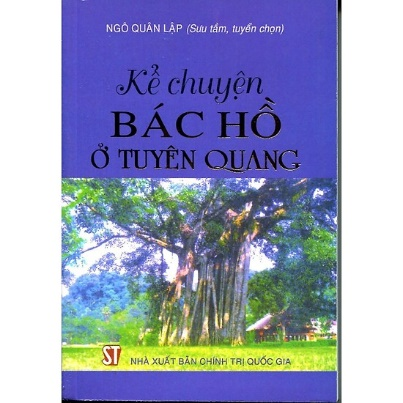 NGÔ QUÂN LẬP (Sưu tầm, tuyển chọn)
Kể chuyện
BÁC HỒ
Ở TUYÊN QUANG
ST
NHÀ XUẤT BẢN CHÍNH TRỊ QUỐC GIA